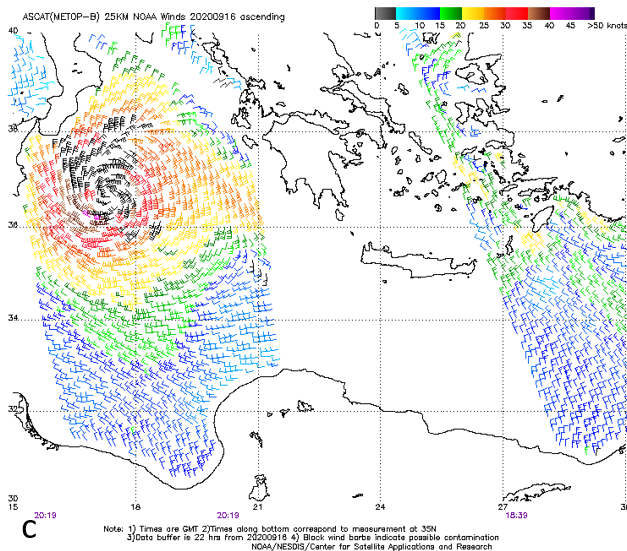 ASCAT(METOP-B) 25KM NOAA Winds 20200916 ascending
0 5 10 15 20 25 30 35 40 45 >50 knots
40
38
36
34
32
30
15 18 21 24 27 30
20:19 20:19 18:39
C
Note: 1) Times are GMT 2)Times along bottom correspond to measurement at 35N
3)Data buffer is 22 hrs from 20200916 4) Black wind barbs indicate possible contamination
NOAA/NESDIS/Center for Satellite Applications and Research